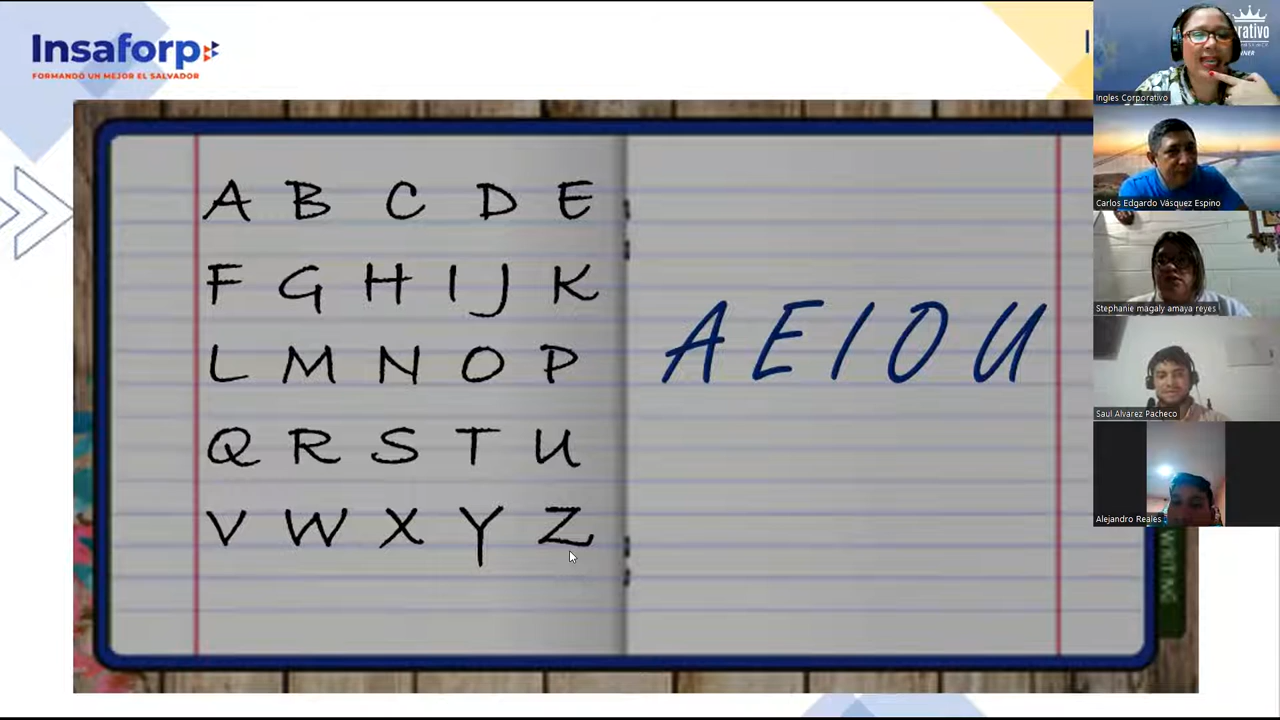 Insaforp
FORMANDO UN MEJOR EL SALVADOR
A B C D E
F G H I J K
L M N O P
Q R S T U
V W X Y Z
A E I O U
WRITING
Ingles Corporativo
Carlos Edgardo Vásquez Espino
Stephanie magaly amaya reyes
Saul Alvarez Pacheco
Alejandro Reales